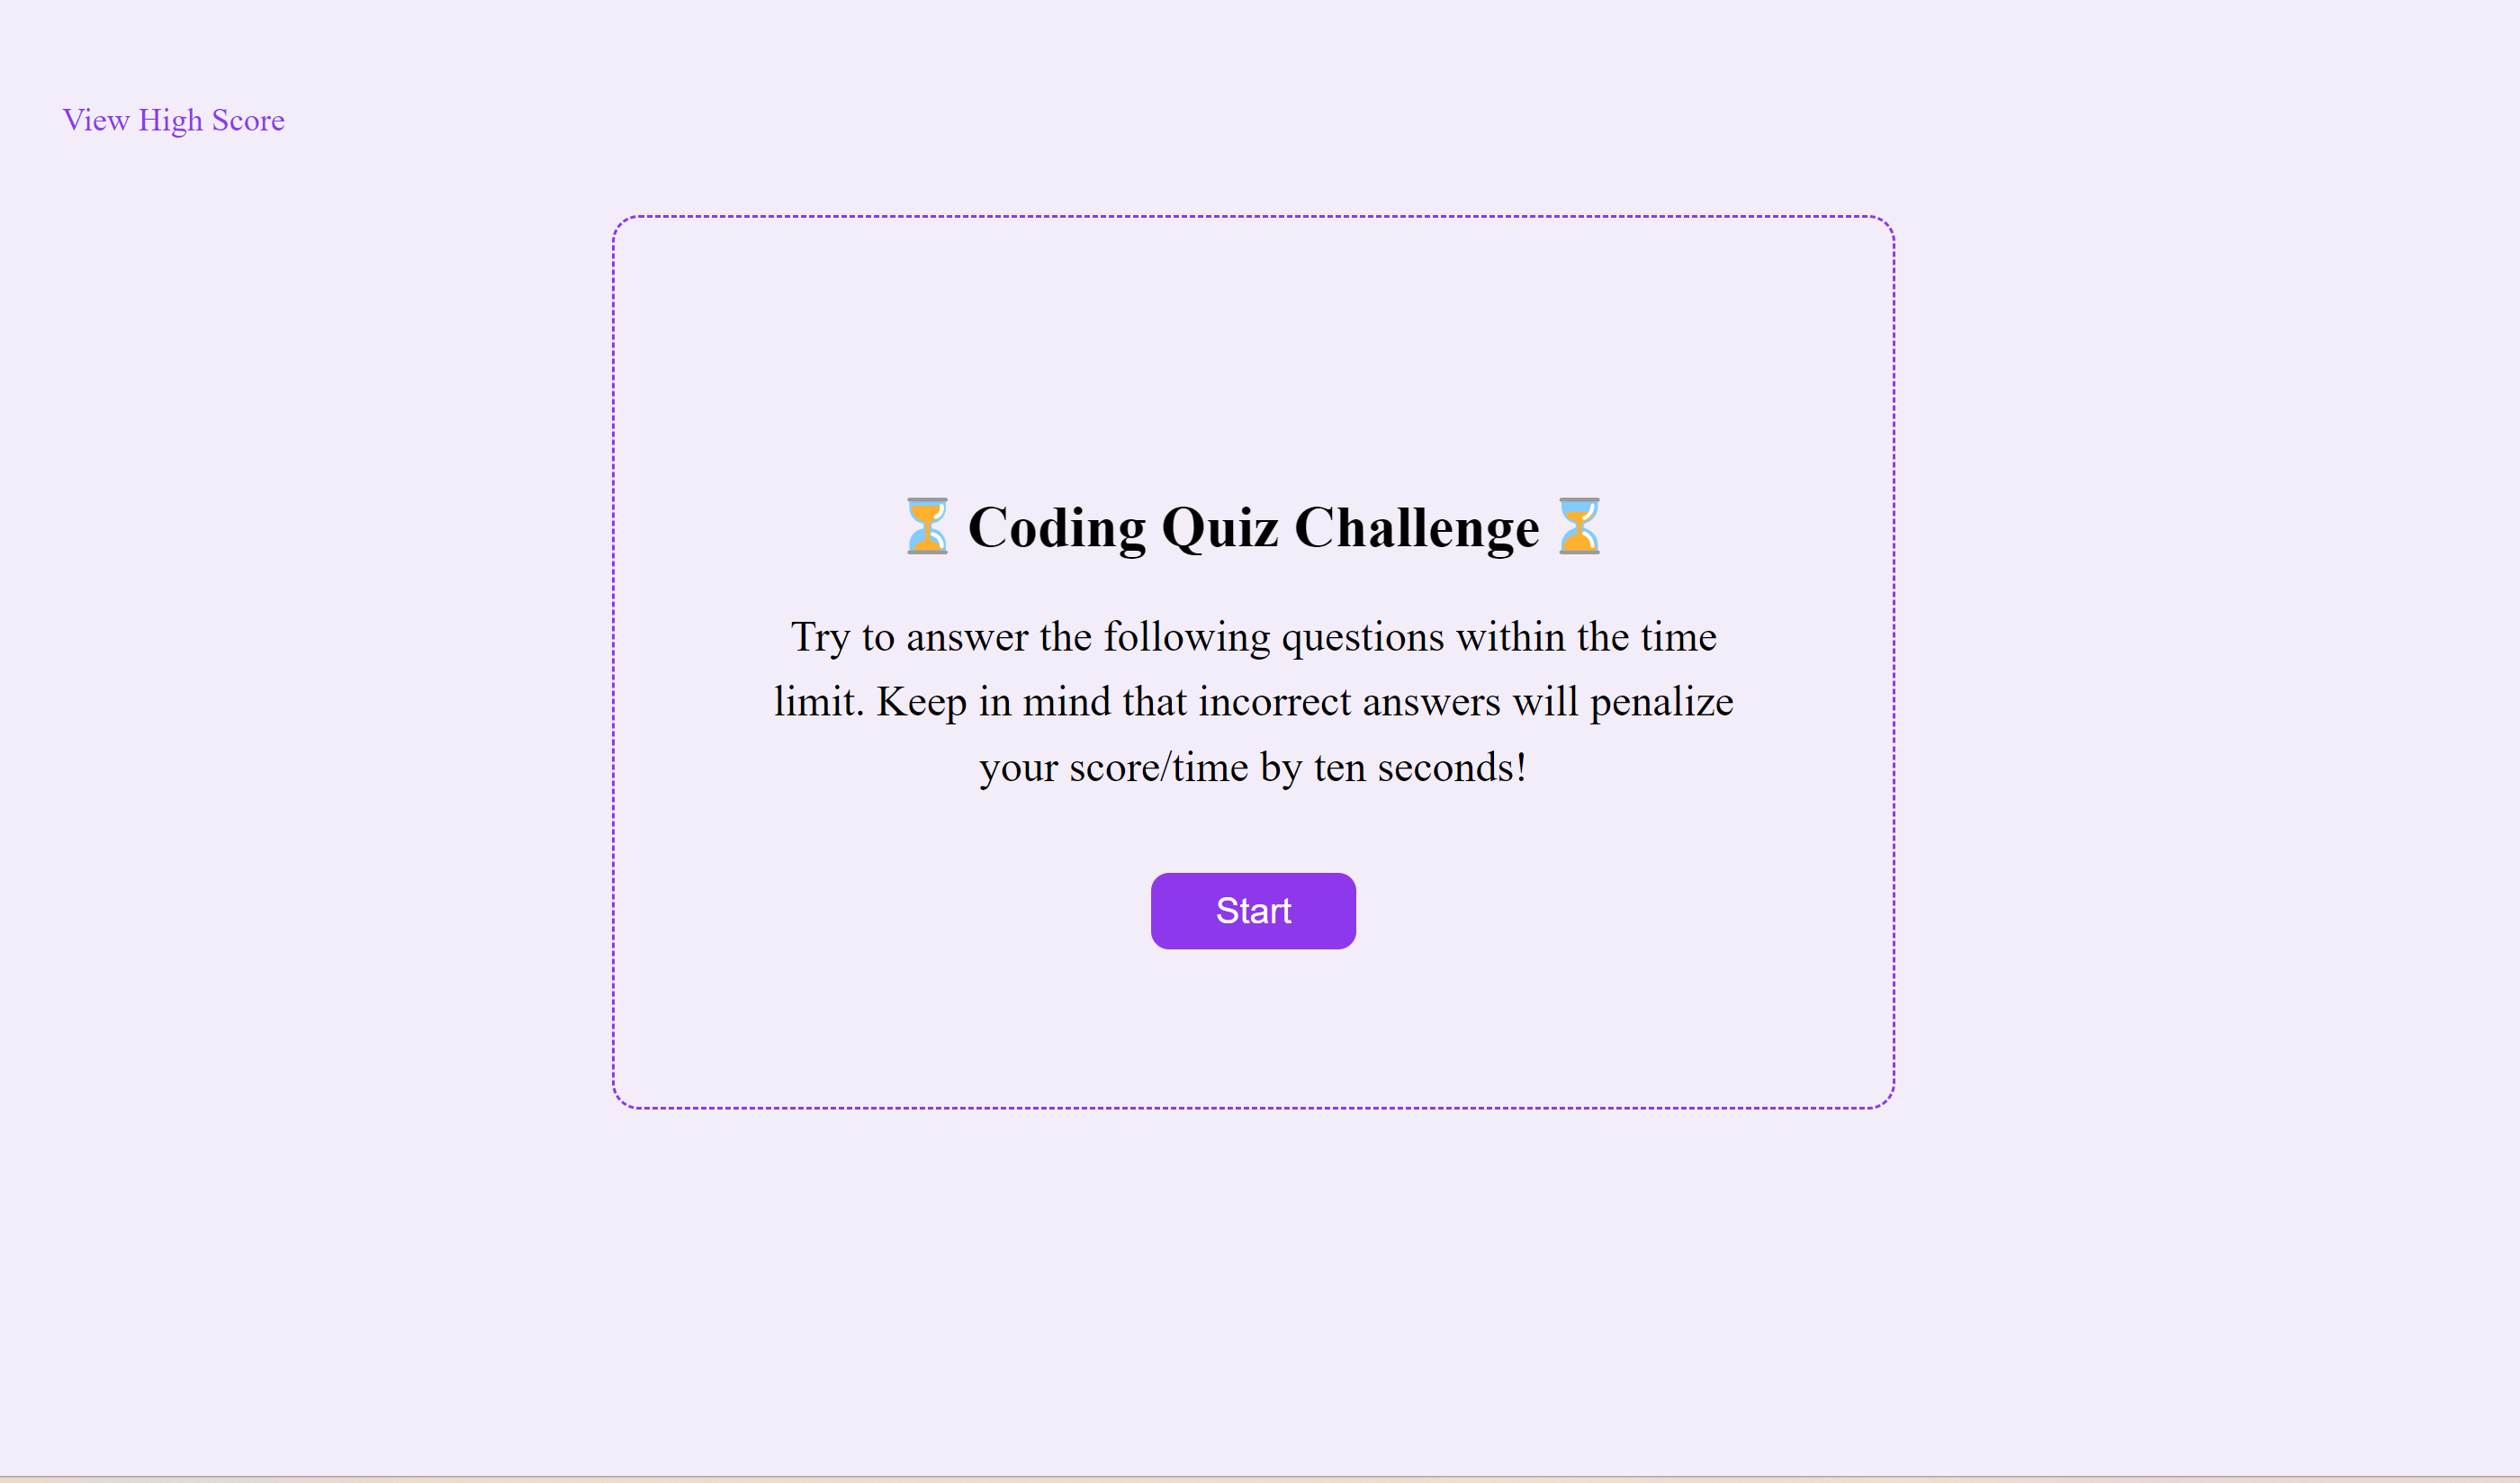 View High Score
⏳ Coding Quiz Challenge ⏳
Try to answer the following questions within the time
limit. Keep in mind that incorrect answers will penalize
your score/time by ten seconds!
Start